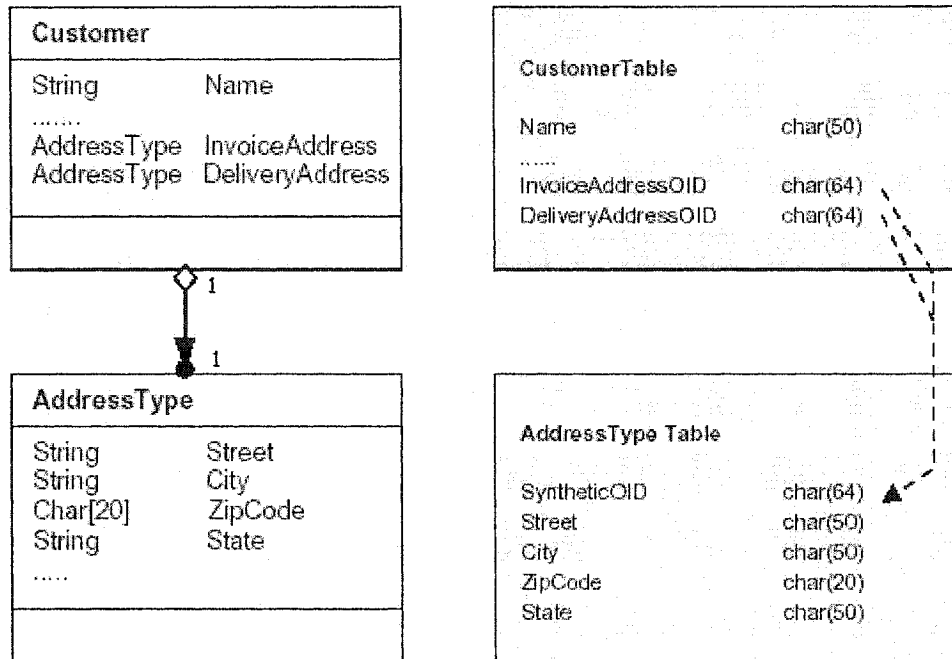 Customer
String Name
.......
AddressType InvoiceAddress
AddressType DeliveryAddress
1
1
AddressType
String Street
String City
Char[20] ZipCode
String State
.....
CustomerTable
Name char(50)
......
InvoiceAddressOID char(64)
DeliveryAddressOID char(64)
AddressType Table
SyntheticOID char(64)
Street char(50)
City char(50)
ZipCode char(20)
State char(50)